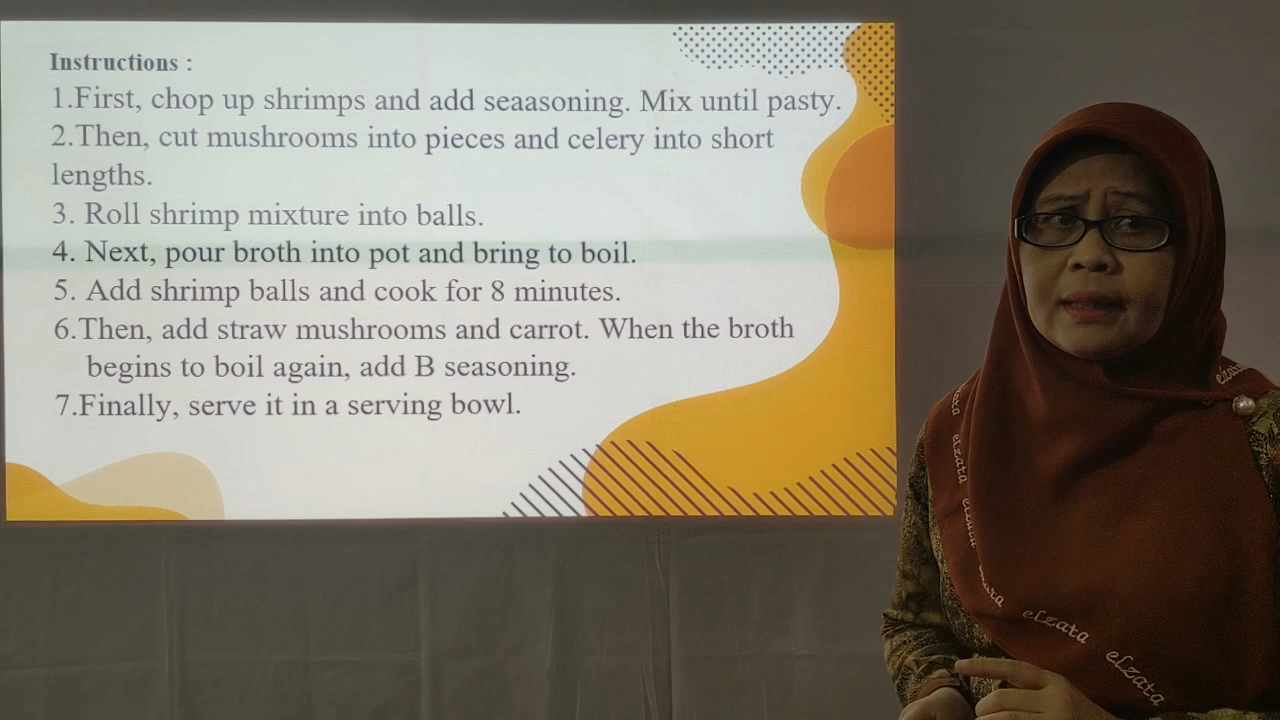 Instructions :
1.First, chop up shrimps and add seaasoning. Mix until pasty.
2.Then, cut mushrooms into pieces and celery into short
lengths.
3. Roll shrimp mixture into balls.
4. Next, pour broth into pot and bring to boil.
5. Add shrimp balls and cook for 8 minutes.
6.Then, add straw mushrooms and carrot. When the broth
begins to boil again, add B seasoning.
7.Finally, serve it in a serving bowl.
elzata
elzata
elzata
elzata